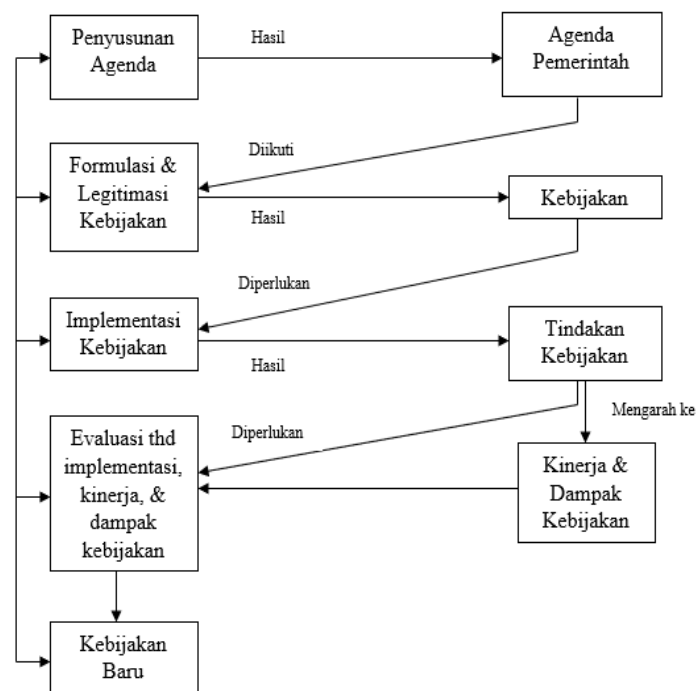 Penyusunan
Agenda
Hasil
Agenda
Pemerintah
Diikuti
Formulasi &
Legitimasi
Kebijakan
Hasil
Kebijakan
Diperlukan
Implementasi
Kebijakan
Hasil
Tindakan
Kebijakan
Mengarah ke
Diperlukan
Evaluasi thd
implementasi,
kinerja, &
dampak
kebijakan
Kinerja &
Dampak
Kebijakan
Kebijakan
Baru